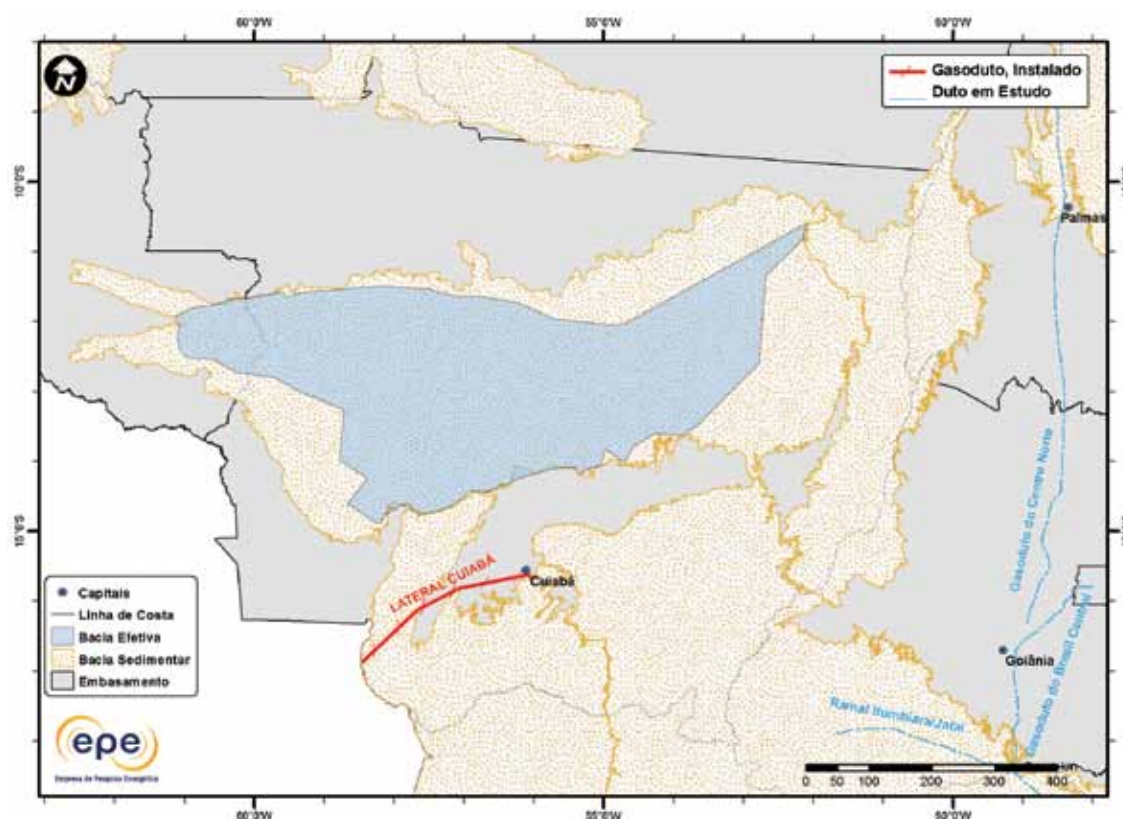 60°0'W
55°0'W
50°0'W
N
Gasoduto, Instalado
Duto em Estudo
10°0'S
Palmas
Gasoduto do Centro Norte
15°0'S
LATERAL CUIABÁ
Cuiabá
Capitais
Linha de Costa
Bacia Efetiva
Bacia Sedimentar
Embasamento
Goiânia
Gasoduto do Brasil Central
Ramal Itumbiara/Jataí
epe
Empresa de Pesquisa Energética
0 50 100 200 300 400
60°0'W
55°0'W
50°0'W